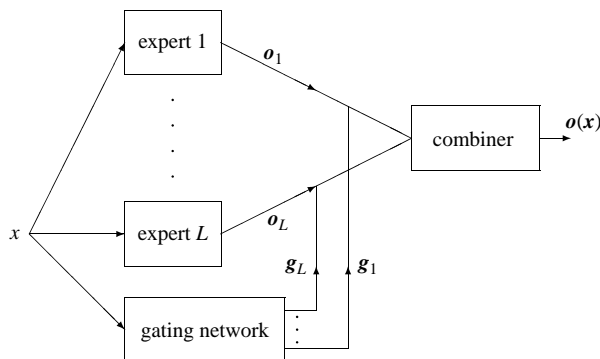 expert 1
o1
combiner
o(x)
x
expert L
oL
gL
g1
gating network